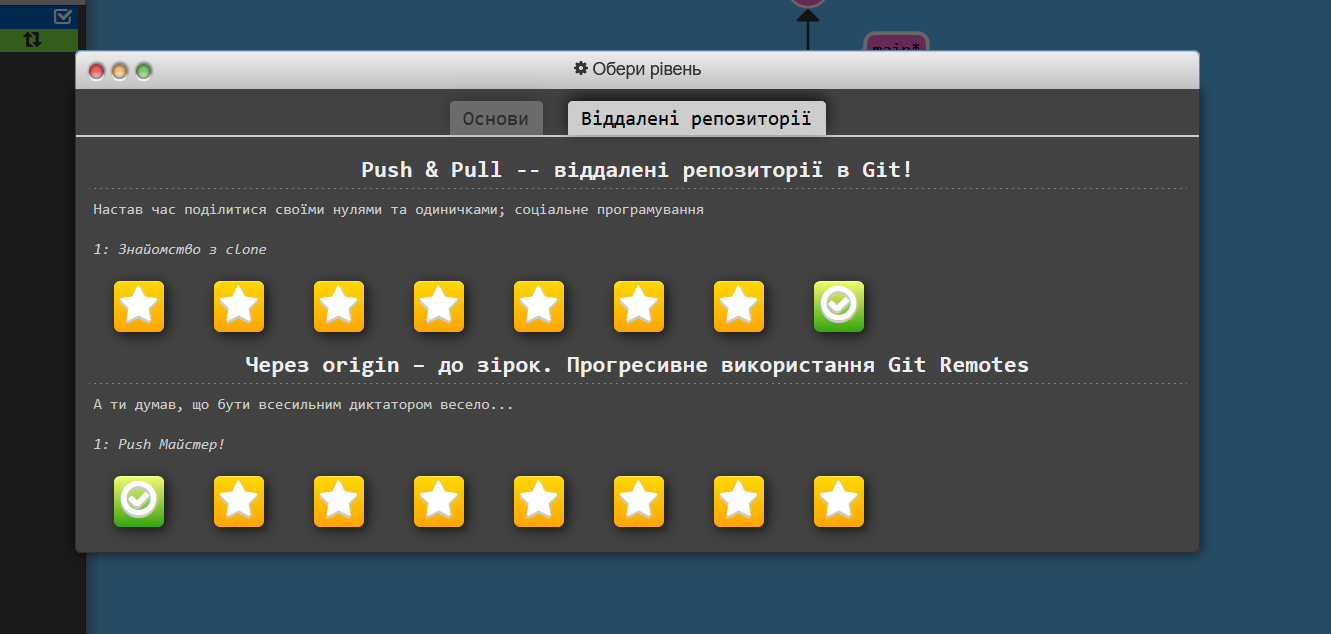 main*
Обери рівень
Основи
Віддалені репозиторії
Push & Pull -- віддалені репозиторії в Git!
Настав час поділитися своїми нулями та одиничками; соціальне програмування
1: Знайомство з clone
Через origin – до зірок. Прогресивне використання Git Remotes
А ти думав, що бути всесильним диктатором весело...
1: Push Майстер!